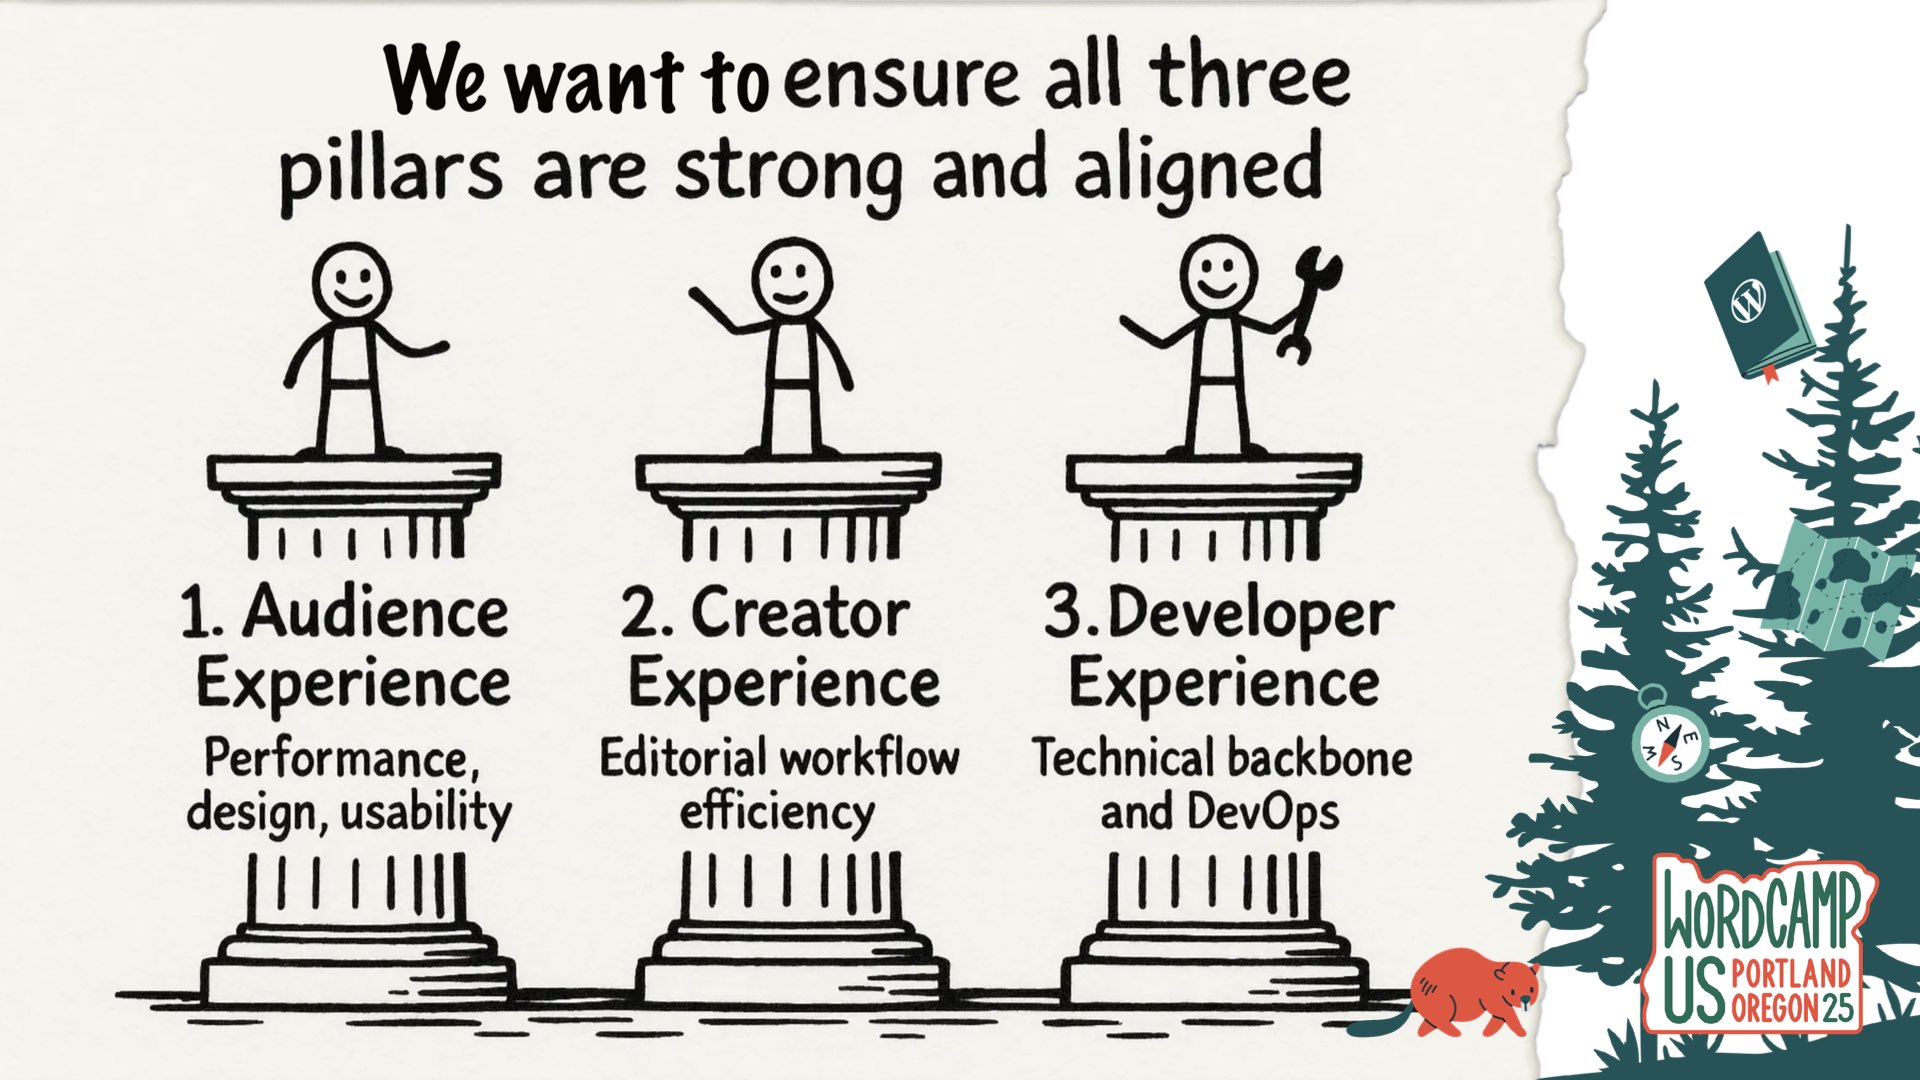 We want to ensure all three
pillars are strong and aligned
1. Audience
Experience
Performance,
design, usability
2. Creator
Experience
Editorial workflow
efficiency
3. Developer
Experience
Technical backbone
and DevOps
W
N
E
S
W
WORDCAMP
US PORTLAND
OREGON 25